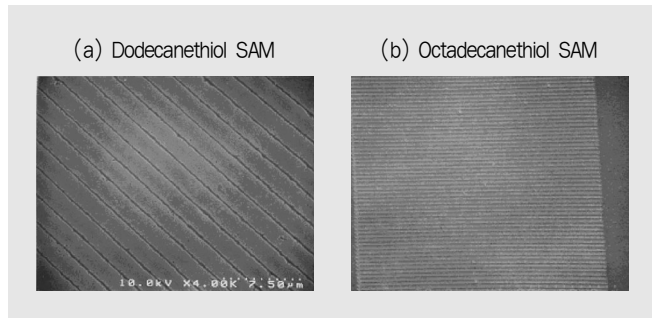 (a) Dodecanethiol SAM
(b) Octadecanethiol SAM
10.0kV X4.00k 7.50μm